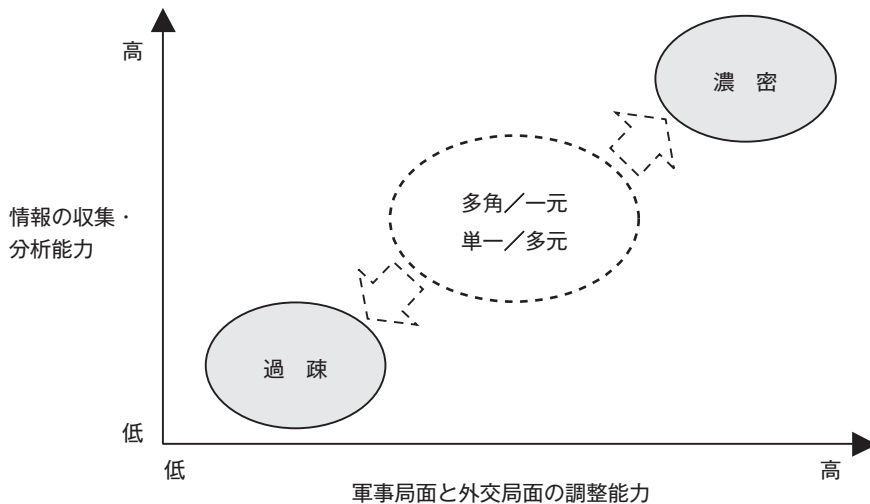 高
濃　密
多角／一元
単一／多元
情報の収集・
分析能力
過　疎
低
低
高
軍事局面と外交局面の調整能力